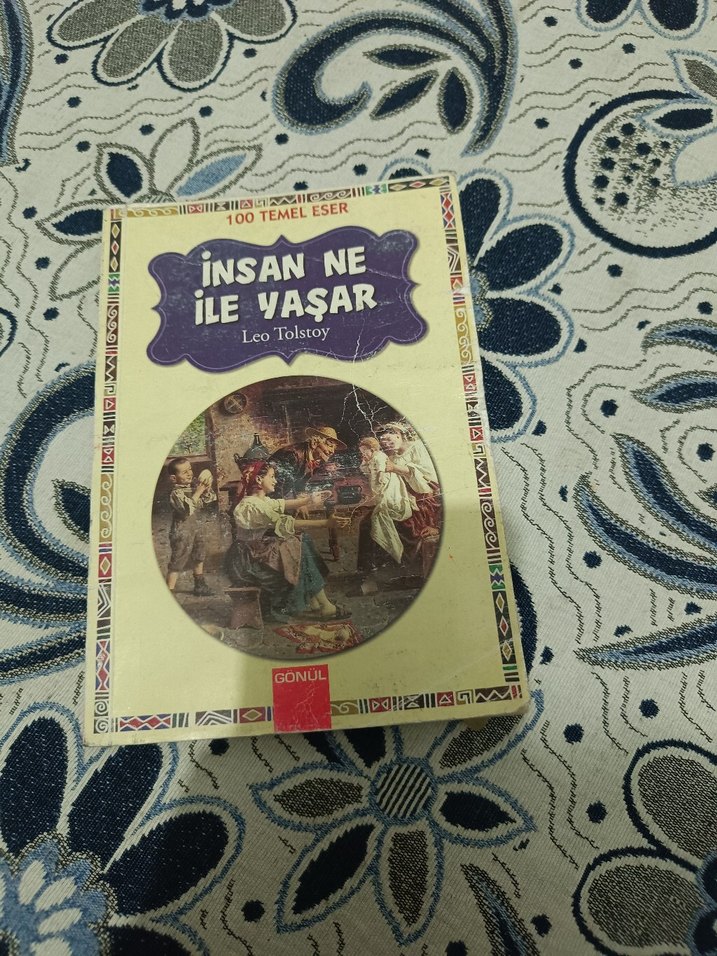 100 TEMEL ESER
İNSAN NE
İLE YAŞAR
Leo Tolstoy
GÖNÜL